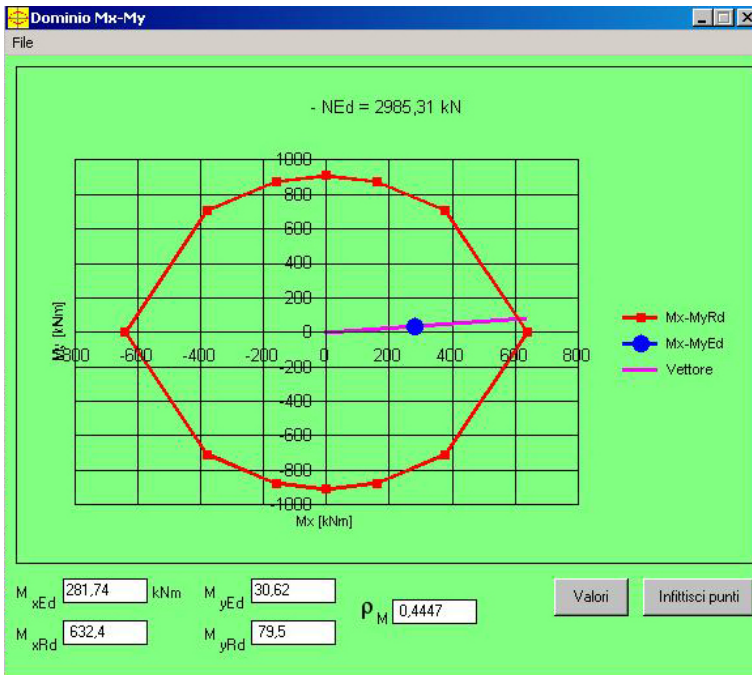 Dominio Mx-My
File
- NEd = 2985,31 kN
1000
800
600
400
200
0
-200
-400
-600
-800
-1000
-800 -600 -400 -200 0 200 400 600 800
My [kNm]
Mx [kNm]
Mx-MyRd
Mx-MyEd
Vettore
M xEd 281,74 kNm M yEd 30,62
ρ M 0,4447
M xRd 632,4 M yRd 79,5
Valori Infittisci punti